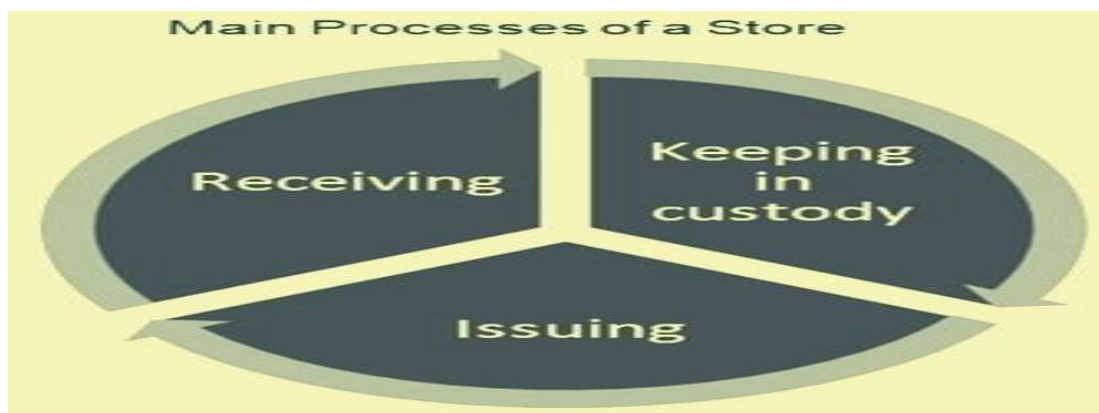 Main Processes of a Store
Receiving
Keeping
in
custody
Issuing